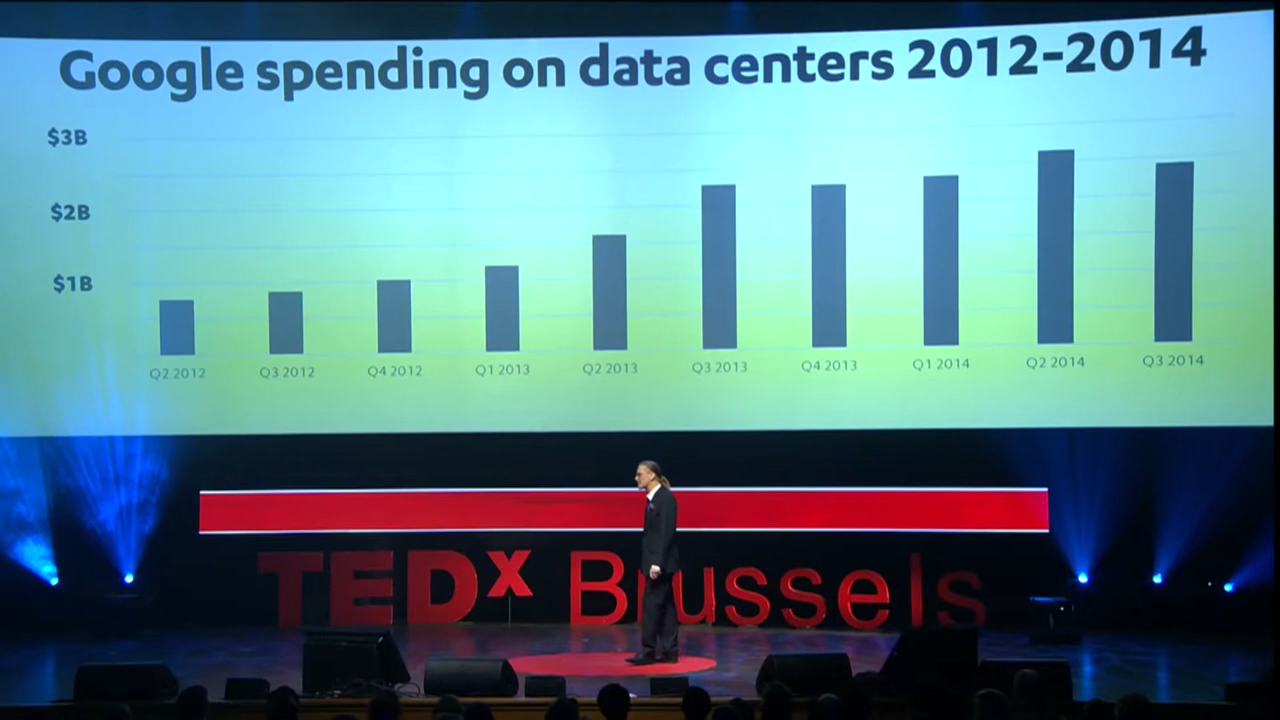 Google spending on data centers 2012-2014
$3B
$2B
$1B
Q2 2012 Q3 2012 Q4 2012 Q1 2013 Q2 2013 Q3 2013 Q4 2013 Q1 2014 Q2 2014 Q3 2014
TEDx Brussels